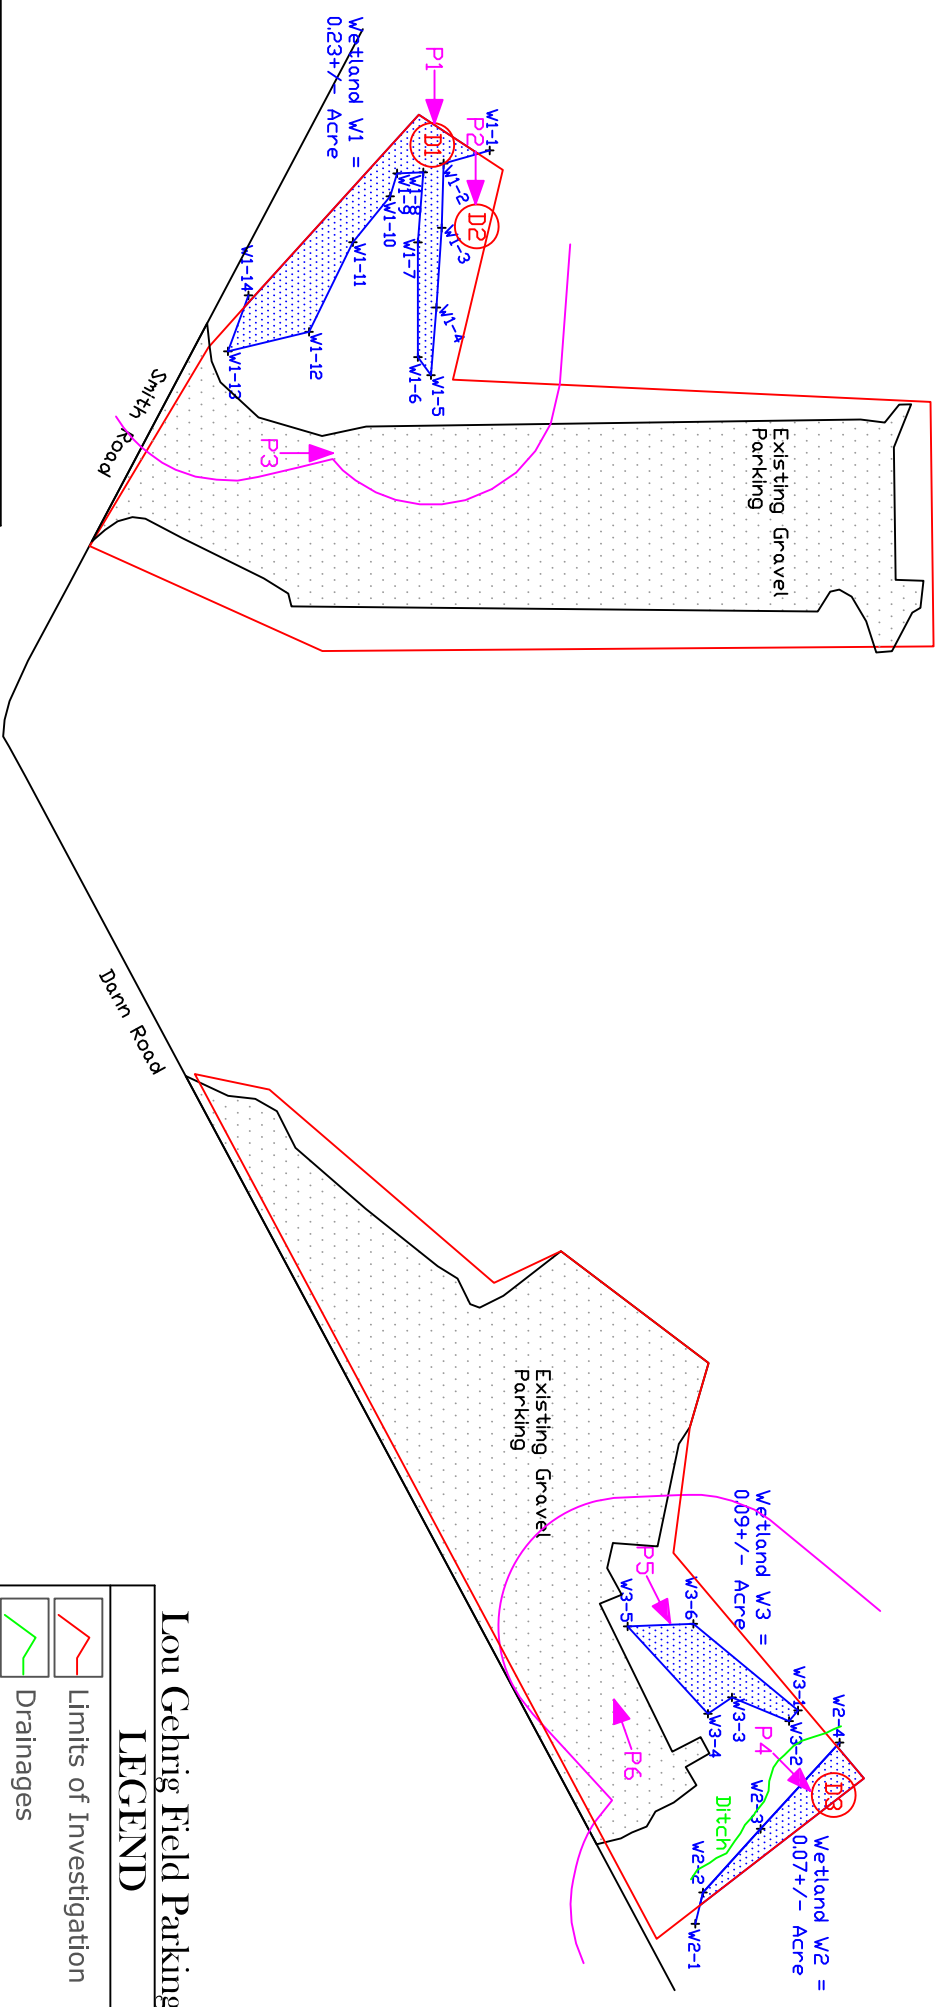 Wetland W1 =
0.23+/- Acre
P1
D1
P2
D2
W1-1
W1-2
W1-3
W1-4
W1-5
W1-6
W1-7
W1-8
W1-9
W1-10
W1-11
W1-12
W1-13
W1-14
Smith Road
P3
Existing Gravel
Parking
Dann Road
Existing Gravel
Parking
Wetland W3 =
0.09+/- Acre
P5
W3-5
W3-6
W3-1
W3-2
W3-3
W3-4
P6
P4
D3
W2-4
W2-3
W2-2
W2-1
Ditch
Wetland W2 =
0.07+/- Acre
Lou Gehrig Field Parking
LEGEND
Limits of Investigation
Drainages